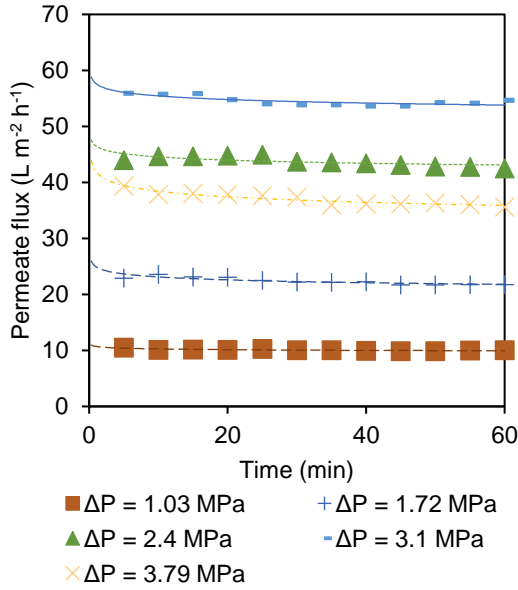 Permeate flux (L m⁻² h⁻¹)
70
60
50
40
30
20
10
0
0 20 40 60
Time (min)
ΔP = 1.03 MPa ΔP = 1.72 MPa
ΔP = 2.4 MPa ΔP = 3.1 MPa
ΔP = 3.79 MPa